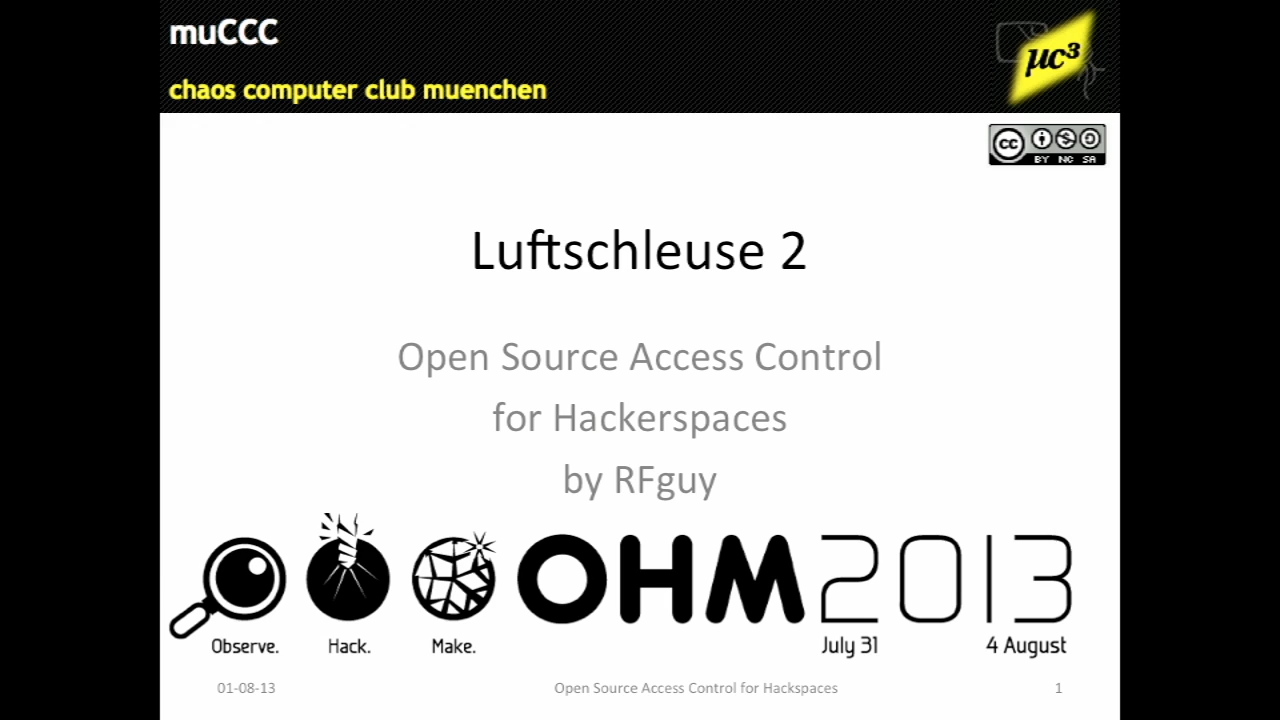 muCCC
chaos computer club muenchen
µc³
cc
BY NC SA
Luftschleuse 2
Open Source Access Control
for Hackerspaces
by RFguy
OHM2013
Observe. Hack. Make. July 31 4 August
01-08-13 Open Source Access Control for Hackspaces 1